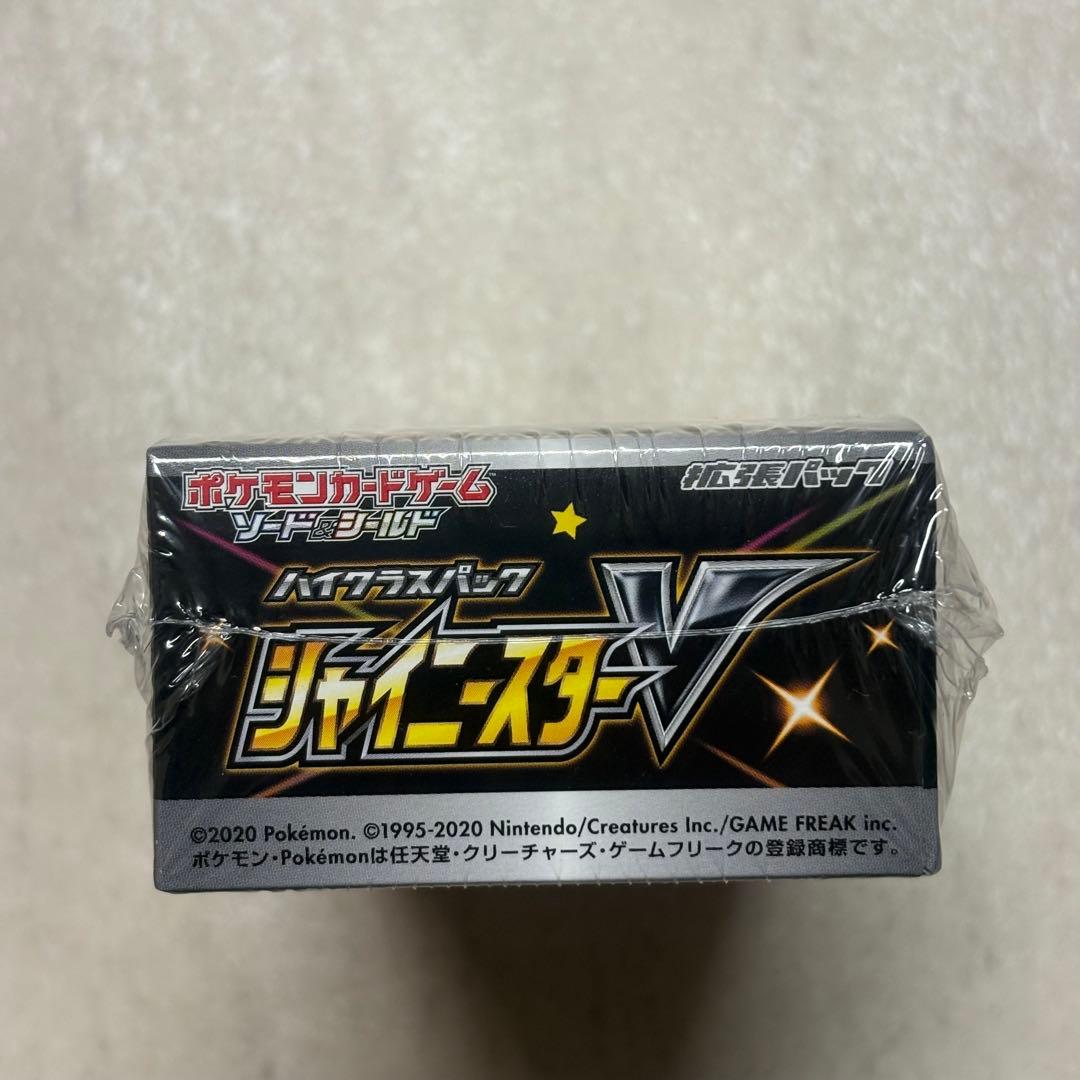 ポケモンカードゲーム™
ソード&シールド
拡張パック
ハイクラスパック
シャイニースターV
©2020 Pokémon. ©1995-2020 Nintendo/Creatures Inc./GAME FREAK inc.
ポケモン・Pokémonは任天堂・クリーチャーズ・ゲームフリークの登録商標です。